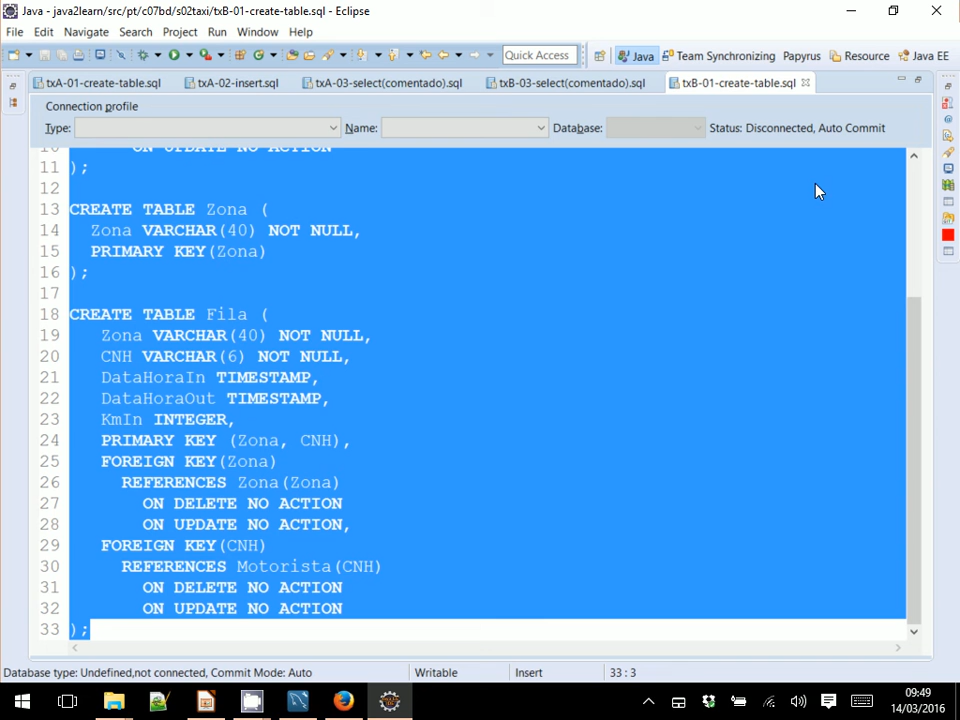 Java - java2learn/src/pt/c07bd/s02taxi/txB-01-create-table.sql - Eclipse
File Edit Navigate Search Project Run Window Help
Quick Access Java Team Synchronizing Papyrus Resource Java EE
txA-01-create-table.sql txA-02-insert.sql txA-03-select(comentado).sql txB-03-select(comentado).sql txB-01-create-table.sql
Connection profile
Type: Name: Database: Status: Disconnected, Auto Commit
10 ON UPDATE NO ACTION
11 );
12
13 CREATE TABLE Zona (
14 Zona VARCHAR(40) NOT NULL,
15 PRIMARY KEY(Zona)
16 );
17
18 CREATE TABLE Fila (
19 Zona VARCHAR(40) NOT NULL,
20 CNH VARCHAR(6) NOT NULL,
21 DataHoraIn TIMESTAMP,
22 DataHoraOut TIMESTAMP,
23 KmIn INTEGER,
24 PRIMARY KEY (Zona, CNH),
25 FOREIGN KEY(Zona)
26 REFERENCES Zona(Zona)
27 ON DELETE NO ACTION
28 ON UPDATE NO ACTION,
29 FOREIGN KEY(CNH)
30 REFERENCES Motorista(CNH)
31 ON DELETE NO ACTION
32 ON UPDATE NO ACTION
33 );
Database type: Undefined,not connected, Commit Mode: Auto Writable Insert 33 : 3
09:49
14/03/2016